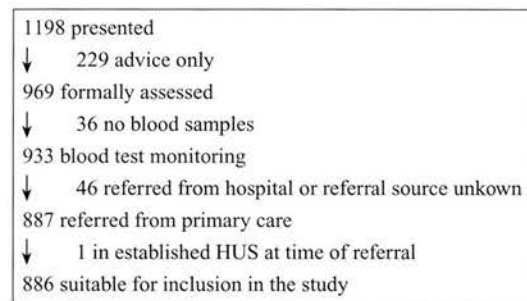 1198 presented
229 advice only
969 formally assessed
36 no blood samples
933 blood test monitoring
46 referred from hospital or referral source unkown
887 referred from primary care
1 in established HUS at time of referral
886 suitable for inclusion in the study